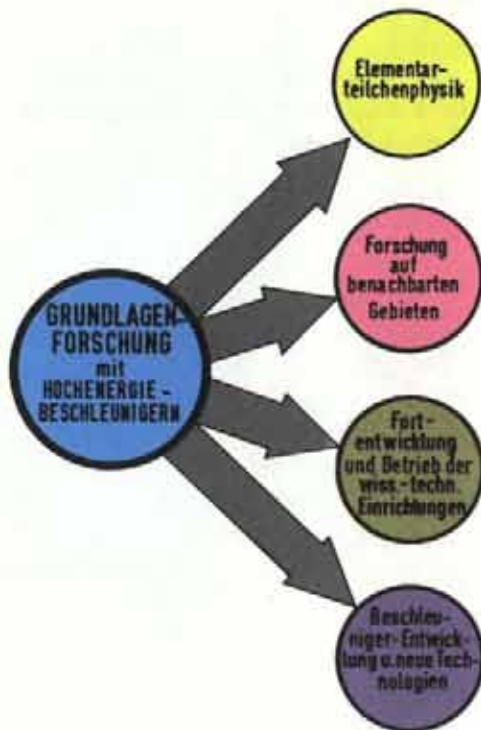 Elementar-
teilchenphysik
Forschung
auf
benachbarten
Gebieten
GRUNDLAGEN
FORSCHUNG
mit
HOCHENERGIE -
BESCHLEUNIGERN
Fort-
entwicklung
und Betrieb der
wiss.-techn.
Einrichtungen
Beschleu-
niger-Entwick-
lung u. neue Tech-
nologien